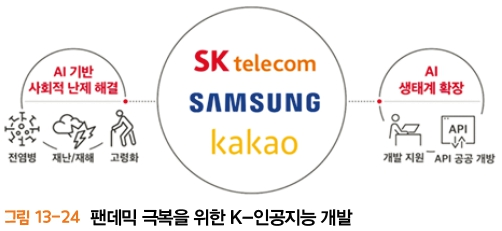 AI 기반
사회적 난제 해결
전염병 재난/재해 고령화
SK telecom
SAMSUNG
kakao
AI
생태계 확장
API
개발 지원 API 공공 개방
그림 13-24 팬데믹 극복을 위한 K-인공지능 개발